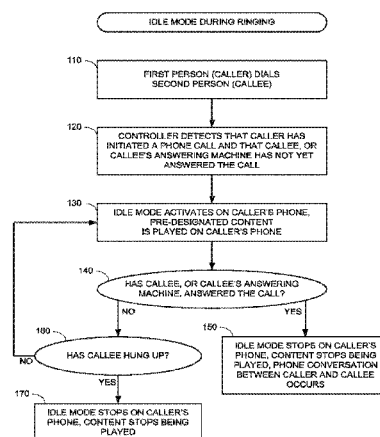 IDLE MODE DURING RINGING
110
FIRST PERSON (CALLER) DIALS
SECOND PERSON (CALLEE)
120
CONTROLLER DETECTS THAT CALLER HAS
INITIATED A PHONE CALL AND THAT CALLEE, OR
CALLEE'S ANSWERING MACHINE HAS NOT YET
ANSWERED THE CALL
130
IDLE MODE ACTIVATES ON CALLER'S PHONE,
PRE-DESIGNATED CONTENT
IS PLAYED ON CALLER'S PHONE
140
HAS CALLEE, OR CALLEE'S ANSWERING
MACHINE, ANSWERED THE CALL?
NO
YES
160
HAS CALLEE HUNG UP?
NO
YES
150
IDLE MODE STOPS ON CALLER'S
PHONE, CONTENT STOPS BEING
PLAYED, PHONE CONVERSATION
BETWEEN CALLER AND CALLEE
OCCURS
170
IDLE MODE STOPS ON CALLER'S
PHONE, CONTENT STOPS BEING
PLAYED